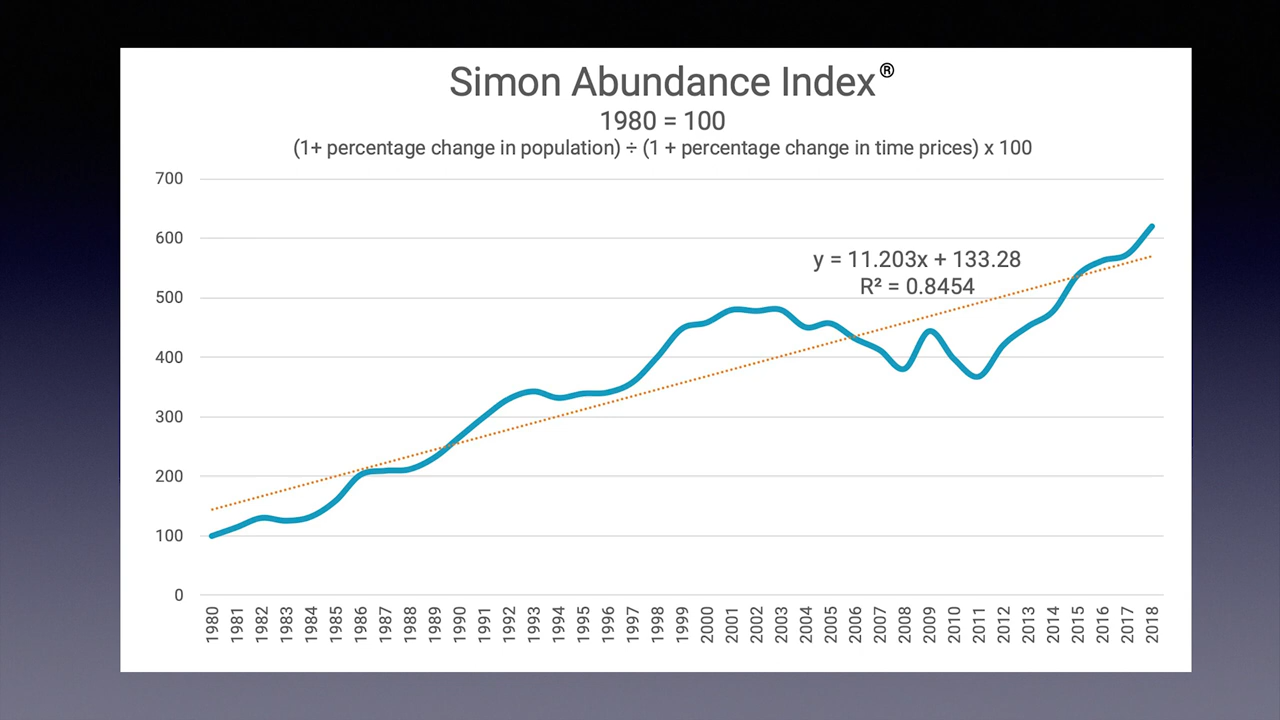 Simon Abundance Index®
1980 = 100
(1+ percentage change in population) ÷ (1 + percentage change in time prices) x 100
700
600
y = 11.203x + 133.28
R² = 0.8454
500
400
300
200
100
0
1980 1981 1982 1983 1984 1985 1986 1987 1988 1989 1990 1991 1992 1993 1994 1995 1996 1997 1998 1999 2000 2001 2002 2003 2004 2005 2006 2007 2008 2009 2010 2011 2012 2013 2014 2015 2016 2017 2018